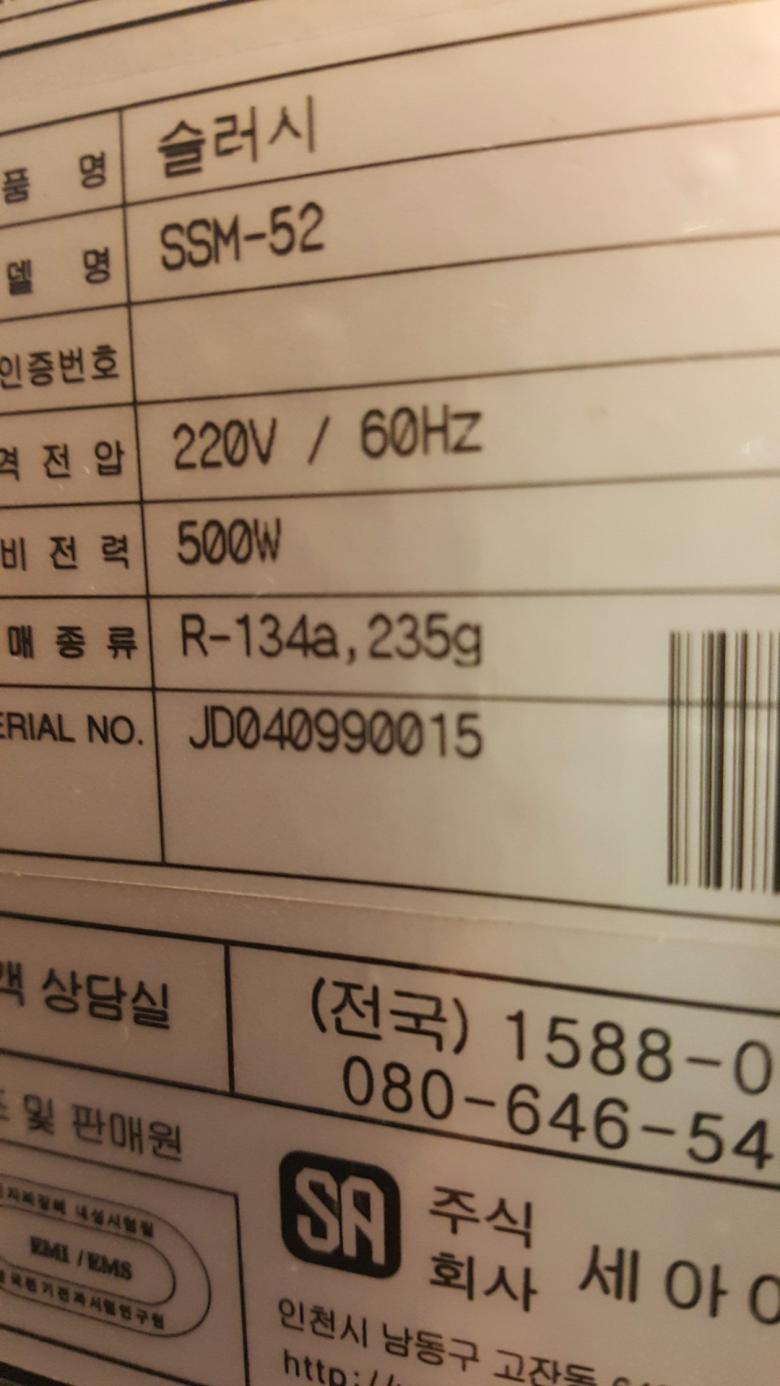 품 명 슬러시
델 명 SSM-52
인증번호
격 전 압 220V / 60Hz
비 전 력 500W
매 종 류 R-134a,235g
ERIAL NO. JD040990015
객 상담실 (전국) 1588-0
080-646-54
및 판매원
EMI / EMS
SA 주식
회사 세아
인천시 남동구 고잔동
http:/